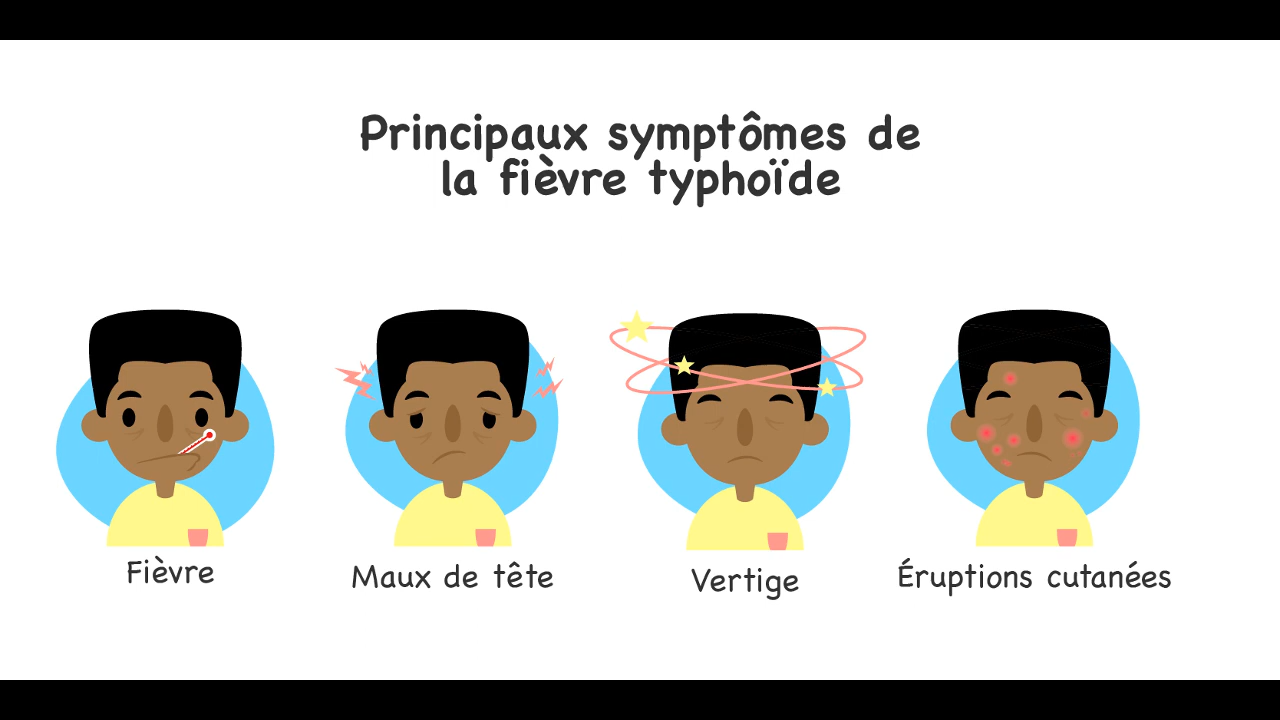 Principaux symptômes de
la fièvre typhoïde
Fièvre
Maux de tête
Vertige
Éruptions cutanées